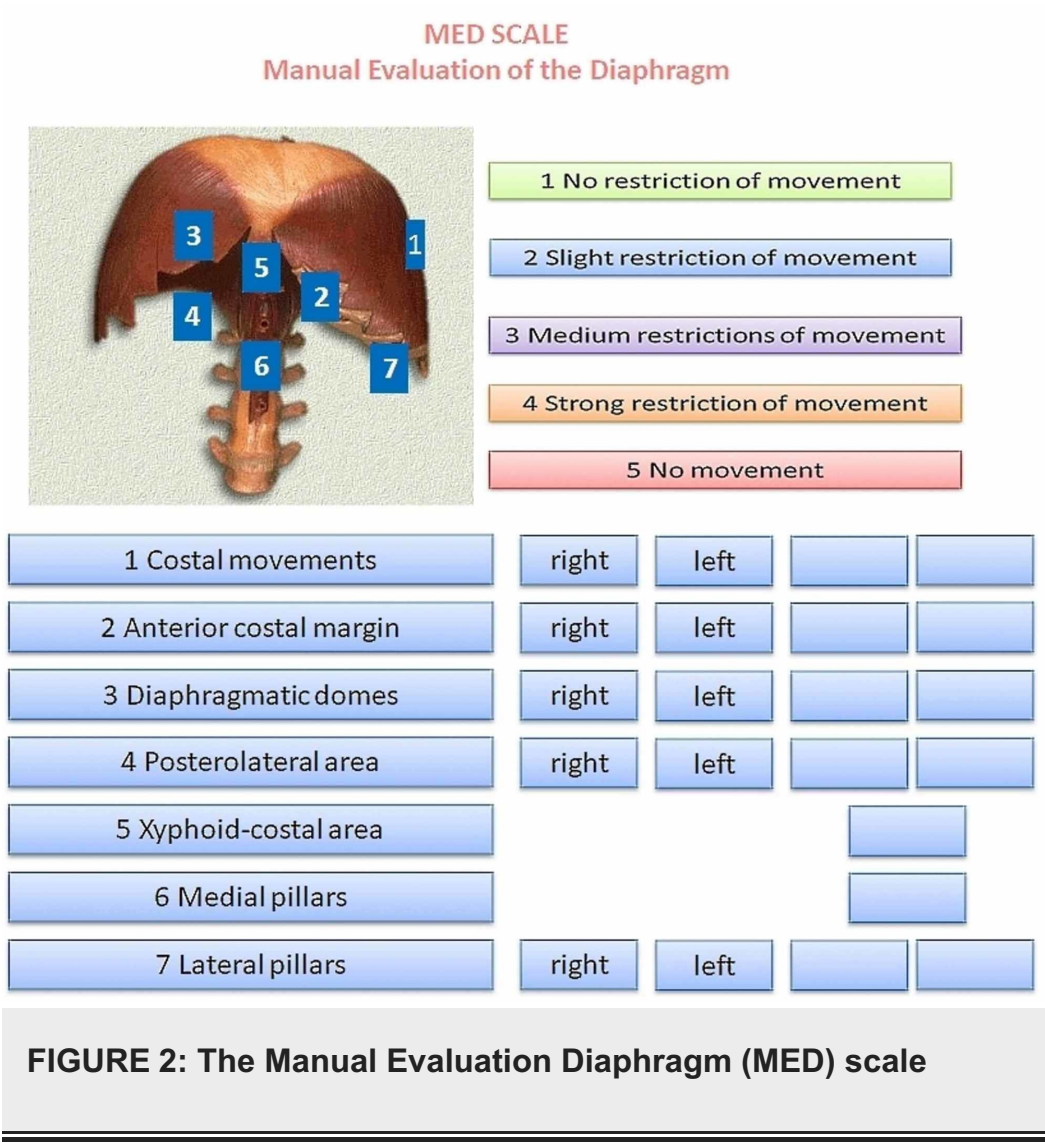 MED SCALE
Manual Evaluation of the Diaphragm
3
1
5
2
4
6
7
1 No restriction of movement
2 Slight restriction of movement
3 Medium restrictions of movement
4 Strong restriction of movement
5 No movement
1 Costal movements right left
2 Anterior costal margin right left
3 Diaphragmatic domes right left
4 Posterolateral area right left
5 Xyphoid-costal area
6 Medial pillars
7 Lateral pillars right left
FIGURE 2: The Manual Evaluation Diaphragm (MED) scale